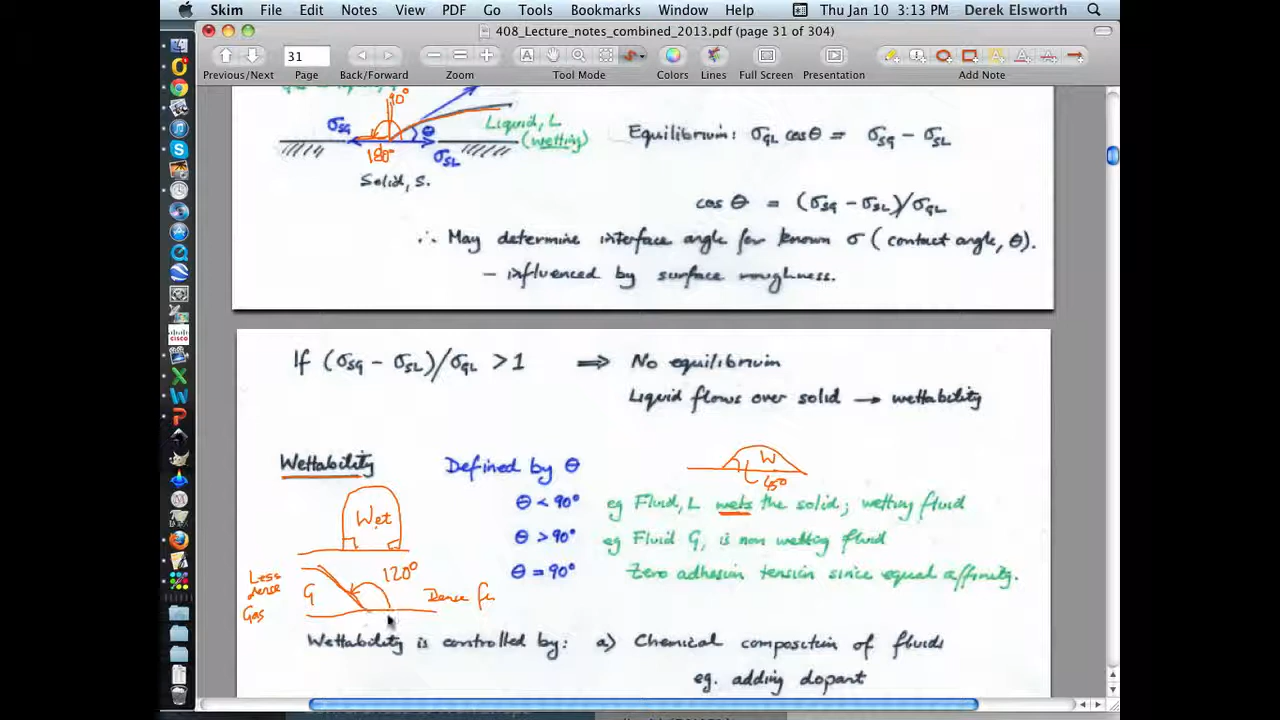 Skim File Edit Notes View PDF Go Tools Bookmarks Window Help Thu Jan 10 3:13 PM Derek Elsworth
408_Lecture_notes_combined_2013.pdf (page 31 of 304)
31
Previous/Next Page Back/Forward Zoom Tool Mode Colors Lines Full Screen Presentation Add Note
90°
σSG θ Liquid, L
(wetting)
180° σSL
Solid, S.
Equilibrium: σGL cosθ = σSG − σSL
cos θ = (σSG − σSL)/σGL
∴ May determine interface angle for known σ (contact angle, θ).
− influenced by surface roughness.
If (σSG − σSL)/σGL > 1 ⟹ No equilibrium
Liquid flows over solid → wettability
Wettability Defined by θ
W
45°
θ < 90° eg Fluid, L wets the solid; wetting fluid
Wet
θ > 90° eg Fluid G, is non wetting fluid
θ = 90° Zero adhesion tension since equal affinity.
Less
dense
Gas
G 120° Dense
Wettability is controlled by: a) Chemical composition of fluids
eg. adding dopant
cisco